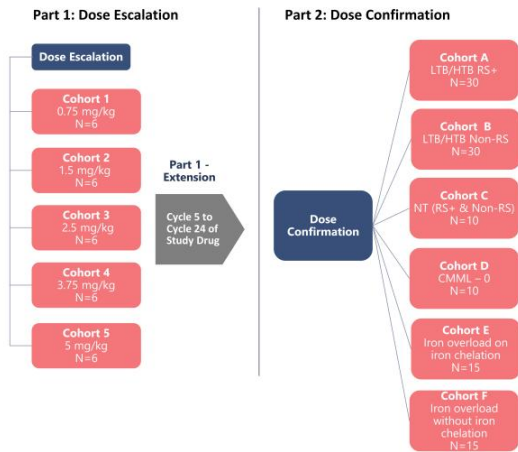 Part 1: Dose Escalation
Dose Escalation
Cohort 1
0.75 mg/kg
N=6
Cohort 2
1.5 mg/kg
N=6
Cohort 3
2.5 mg/kg
N=6
Cohort 4
3.75 mg/kg
N=6
Cohort 5
5 mg/kg
N=6
Part 1 -
Extension
Cycle 5 to
Cycle 24 of
Study Drug
Part 2: Dose Confirmation
Dose
Confirmation
Cohort A
LTB/HTB RS+
N=30
Cohort B
LTB/HTB Non-RS
N=30
Cohort C
NT (RS+ & Non-RS)
N=10
Cohort D
CMML – 0
N=10
Cohort E
Iron overload on
iron chelation
N=15
Cohort F
Iron overload
without iron
chelation
N=15